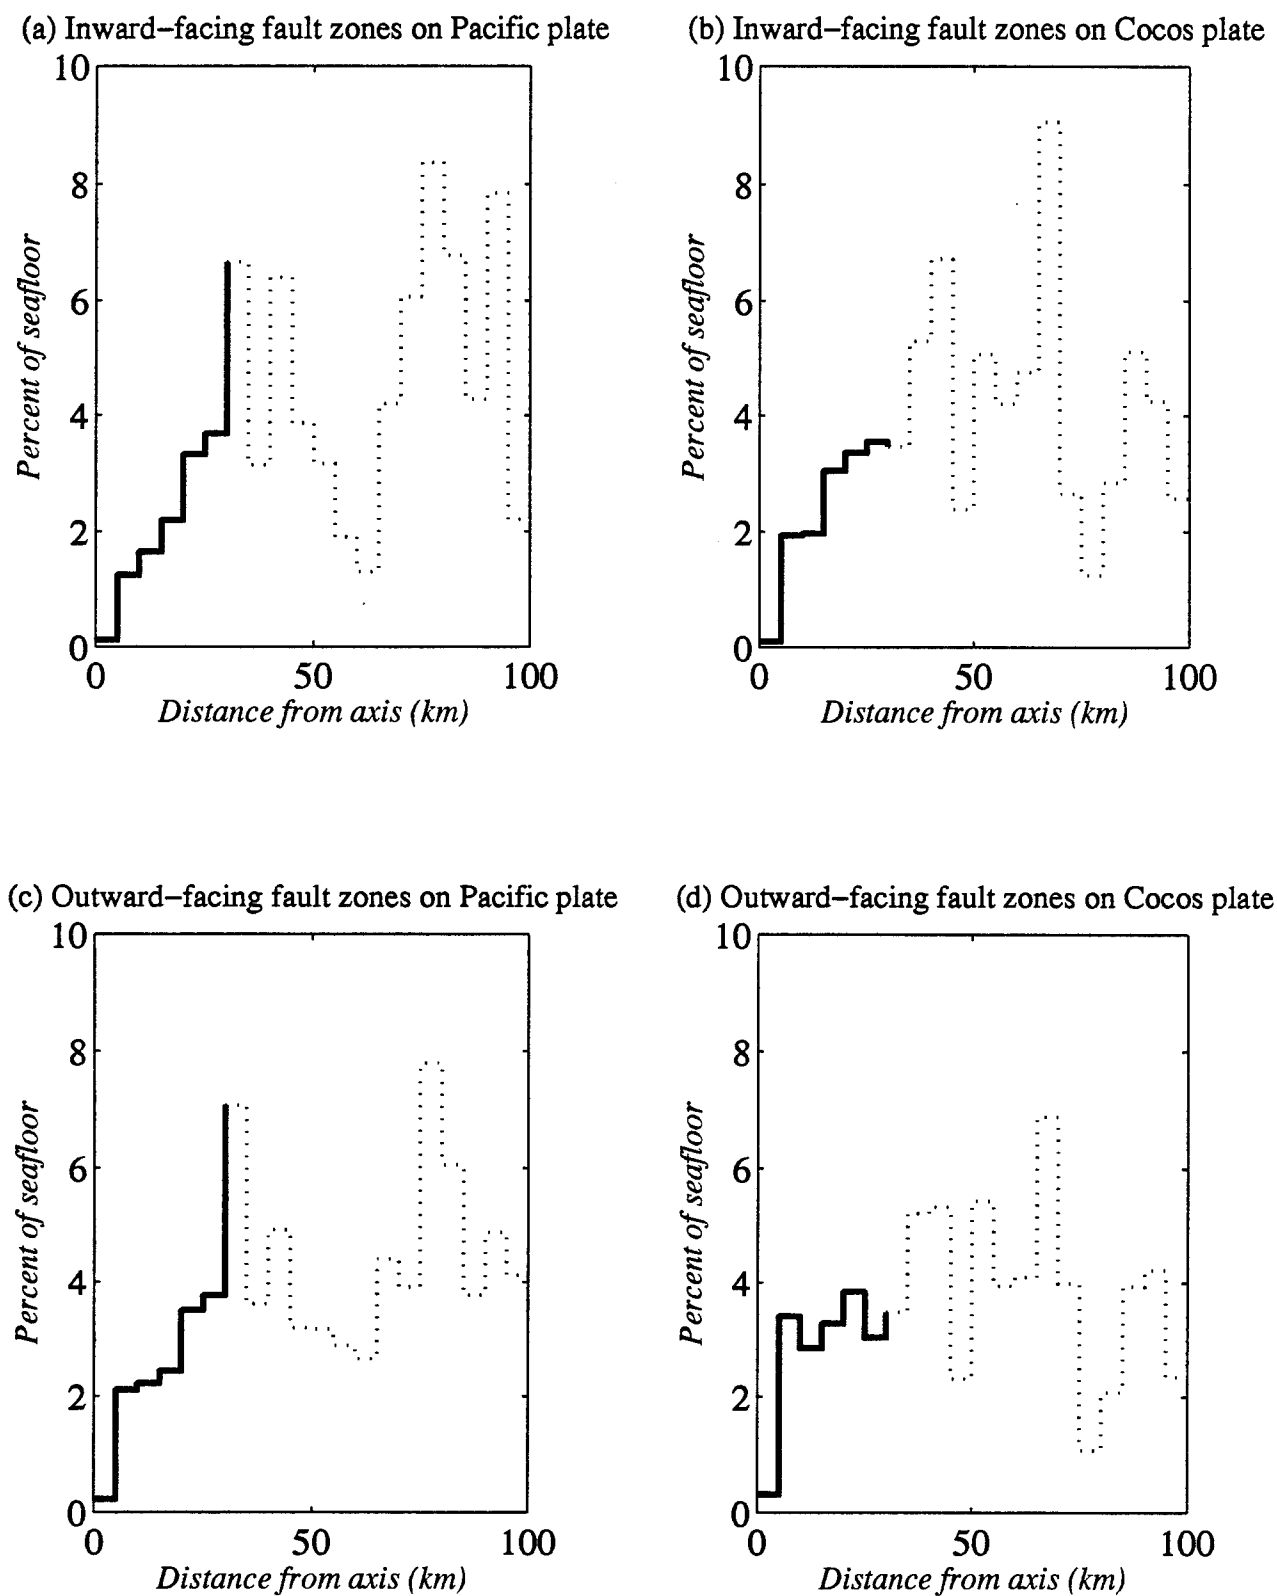 (a) Inward–facing fault zones on Pacific plate
10
8
6
4
2
0
0 50 100
Percent of seafloor
Distance from axis (km)
(b) Inward–facing fault zones on Cocos plate
10
8
6
4
2
0
0 50 100
Percent of seafloor
Distance from axis (km)
(c) Outward–facing fault zones on Pacific plate
10
8
6
4
2
0
0 50 100
Percent of seafloor
Distance from axis (km)
(d) Outward–facing fault zones on Cocos plate
10
8
6
4
2
0
0 50 100
Percent of seafloor
Distance from axis (km)